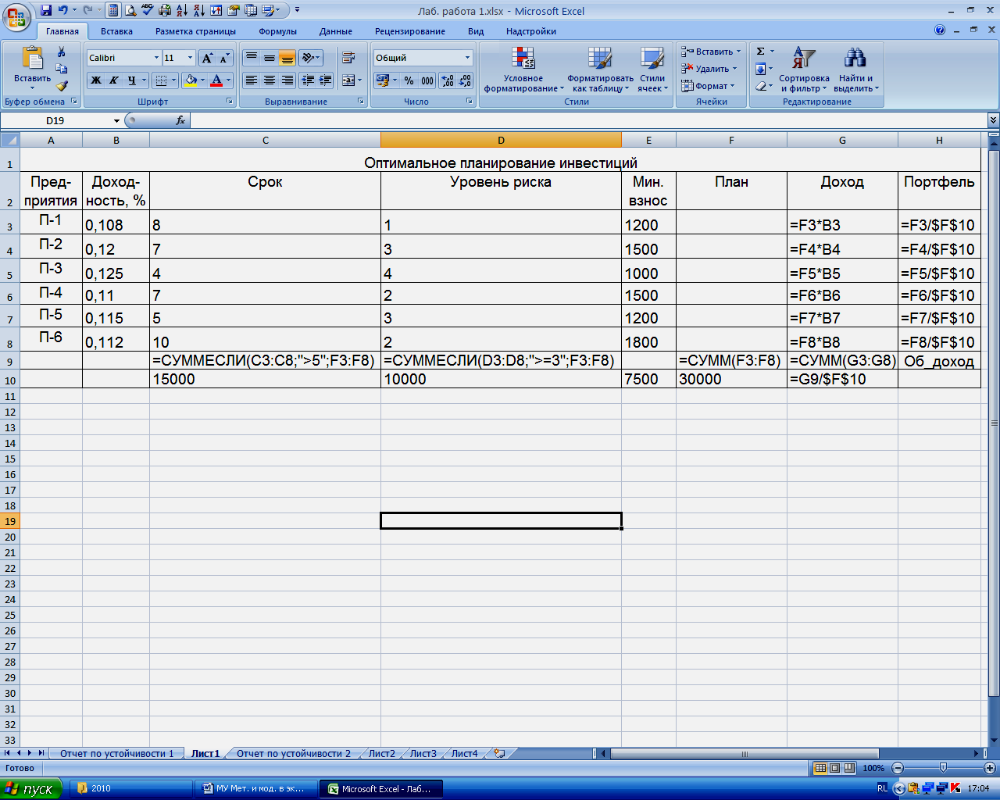 Лаб. работа 1.xlsx - Microsoft Excel
Главная Вставка Разметка страницы Формулы Данные Рецензирование Вид Надстройки
Вставить
Буфер обмена
Calibri 11
Ж К Ч
Шрифт
Выравнивание
Общий
% 000
Число
Условное форматирование
Форматировать как таблицу
Стили ячеек
Стили
Вставить
Удалить
Формат
Ячейки
Сортировка и фильтр
Найти и выделить
Редактирование
D19 fx
A B C D E F G H
1 Оптимальное планирование инвестиций
2 Пред-приятия Доход-ность, % Срок Уровень риска Мин. взнос План Доход Портфель
3 П-1 0,108 8 1 1200 =F3*B3 =F3/$F$10
4 П-2 0,12 7 3 1500 =F4*B4 =F4/$F$10
5 П-3 0,125 4 4 1000 =F5*B5 =F5/$F$10
6 П-4 0,11 7 2 1500 =F6*B6 =F6/$F$10
7 П-5 0,115 5 3 1200 =F7*B7 =F7/$F$10
8 П-6 0,112 10 2 1800 =F8*B8 =F8/$F$10
9 =СУММЕСЛИ(C3:C8;">5";F3:F8) =СУММЕСЛИ(D3:D8;">=3";F3:F8) =СУММ(F3:F8) =СУММ(G3:G8) Об_доход
10 15000 10000 7500 30000 =G9/$F$10
11
12
13
14
15
16
17
18
19
20
21
22
23
24
25
26
27
28
29
30
31
32
33
Отчет по устойчивости 1 Лист1 Отчет по устойчивости 2 Лист2 Лист3 Лист4
Готово 100%
пуск 2010 МУ Мет. и мод. в эк... Microsoft Excel - Лаб... RL 17:04